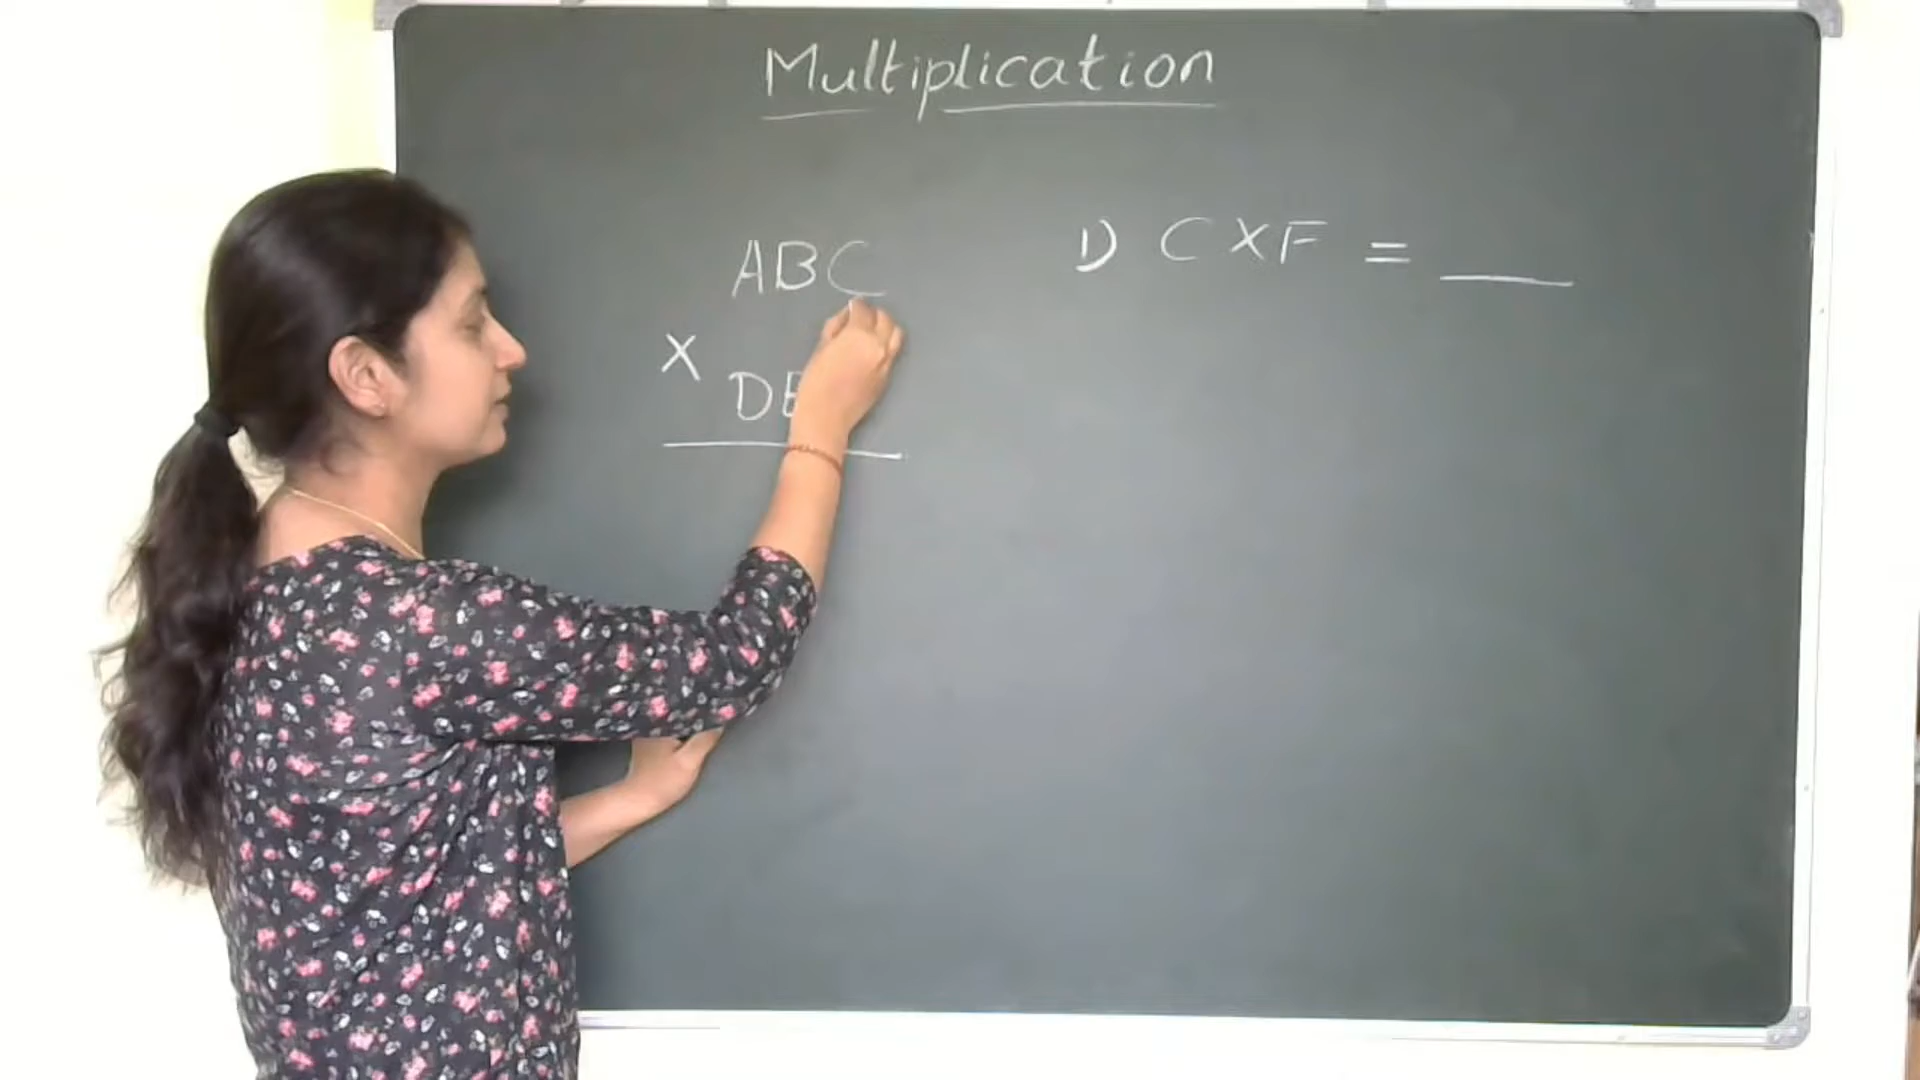 Multiplication
ABC
X
DE
1) C X F = ___